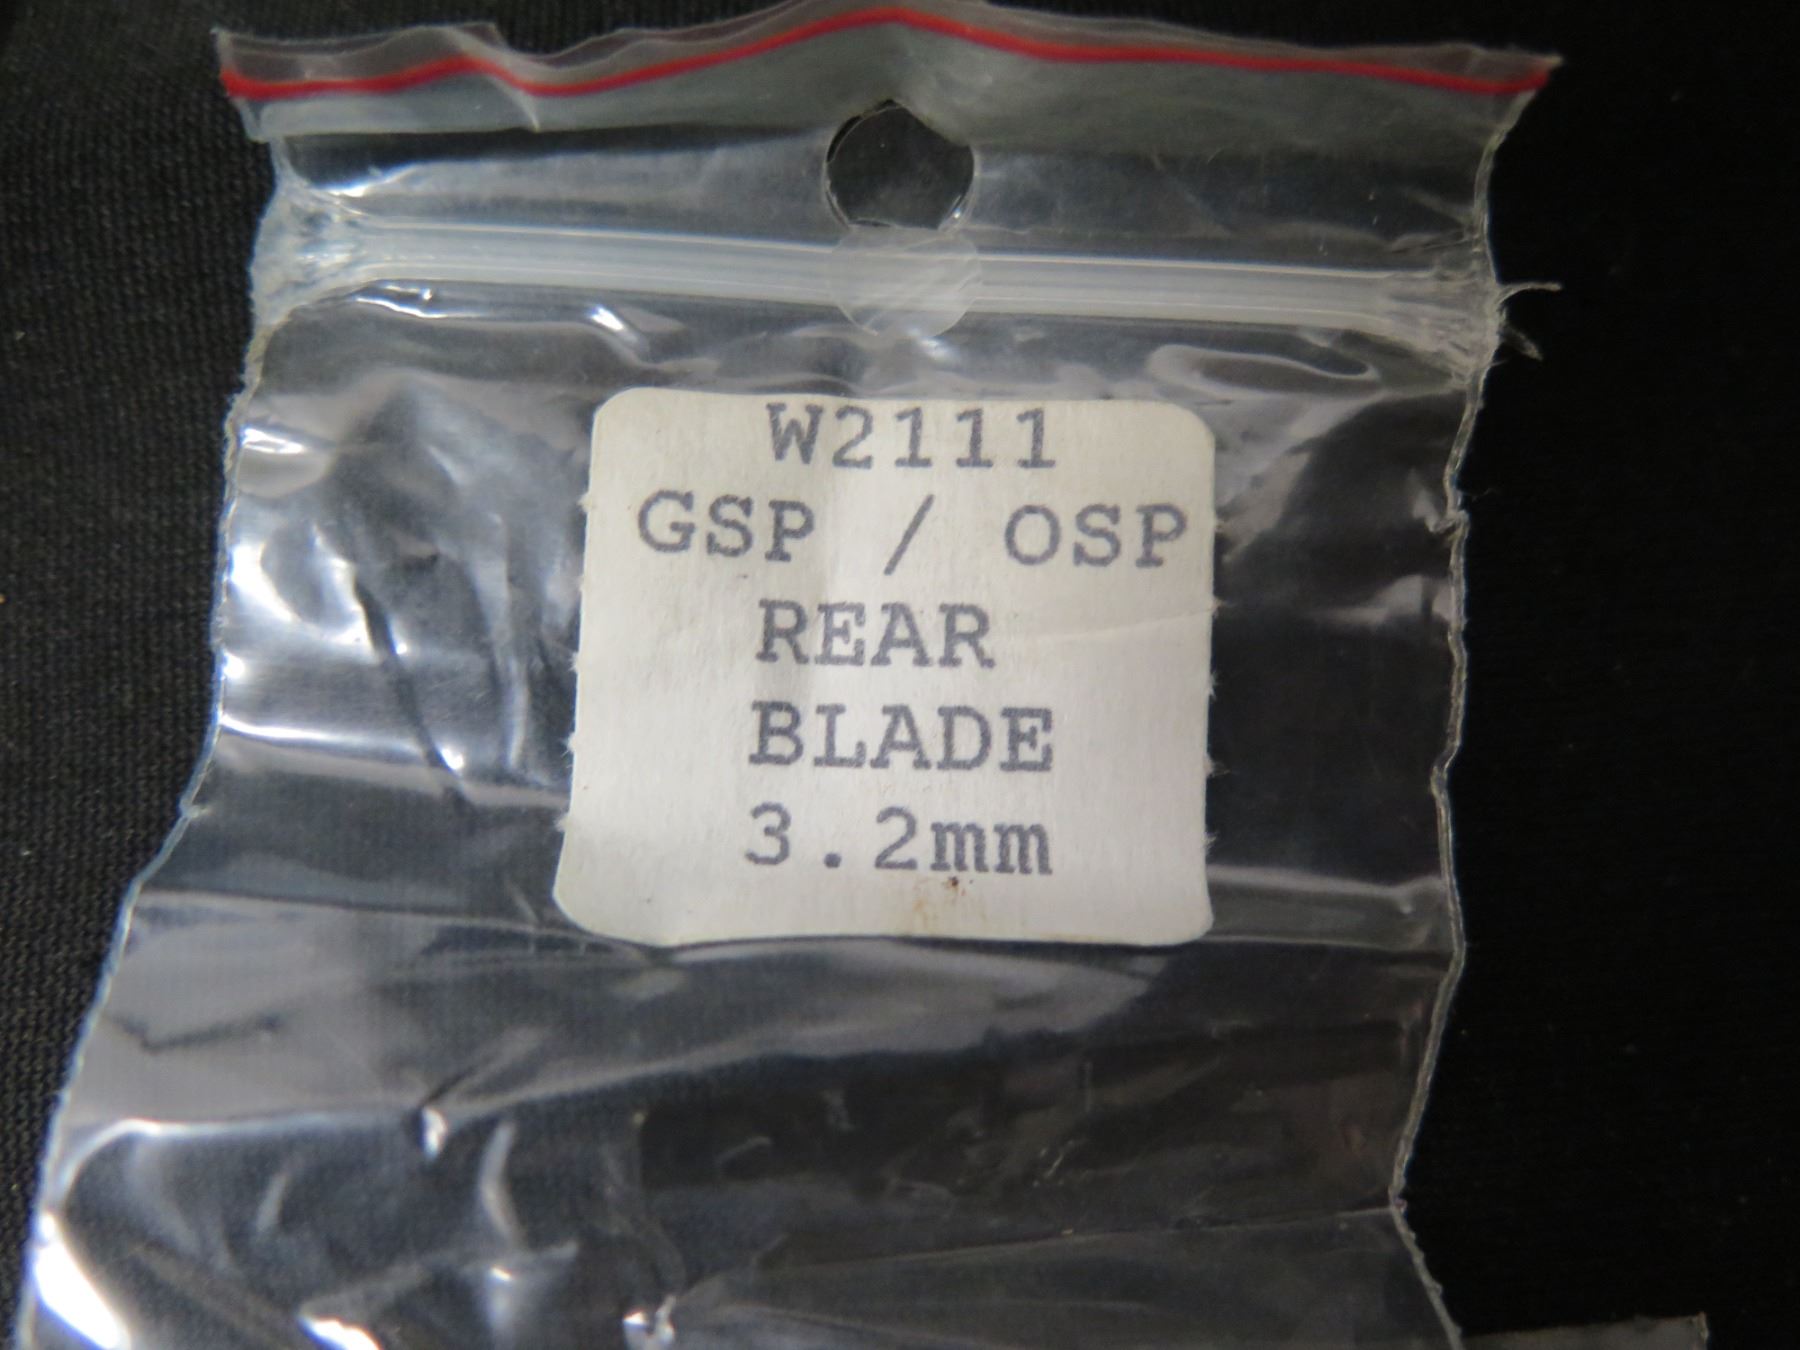 W2111
GSP / OSP
REAR
BLADE
3.2mm